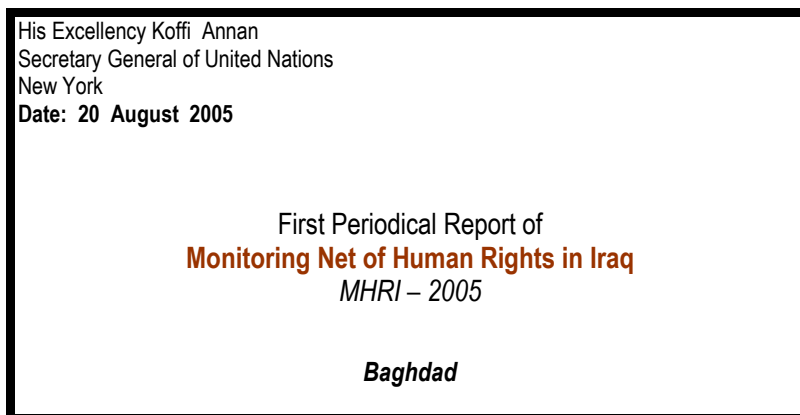 His Excellency Koffi Annan
Secretary General of United Nations
New York
Date: 20 August 2005
First Periodical Report of
Monitoring Net of Human Rights in Iraq
MHRI – 2005
Baghdad